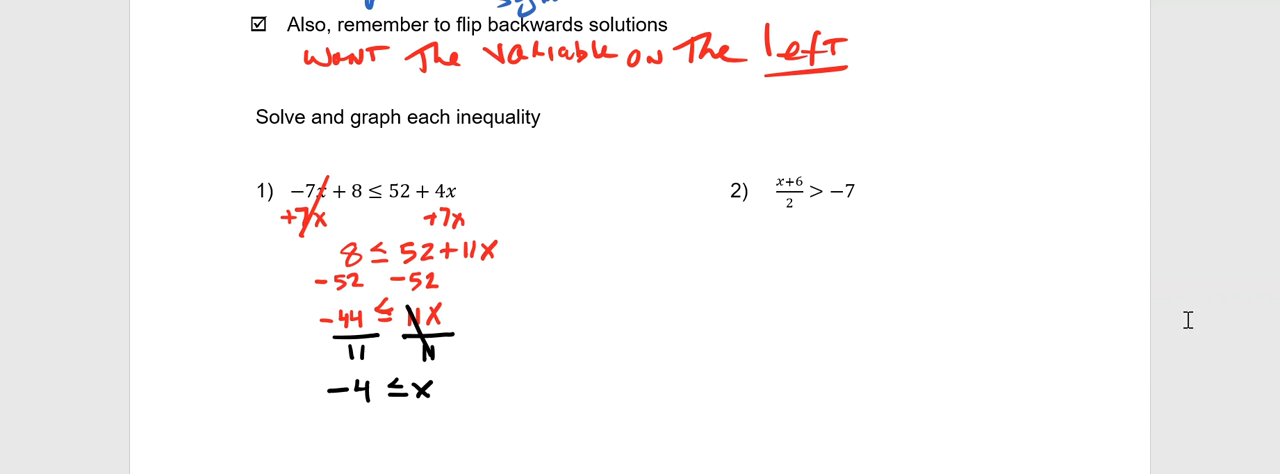 ☑ Also, remember to flip backwards solutions
WANT The variable ON The left
Solve and graph each inequality
1) −7x + 8 ≤ 52 + 4x
+7x +7x
8 ≤ 52 + 11x
-52 -52
-44 ≤ 11x
11 11
-4 ≤ x
2) x+6/2 > −7